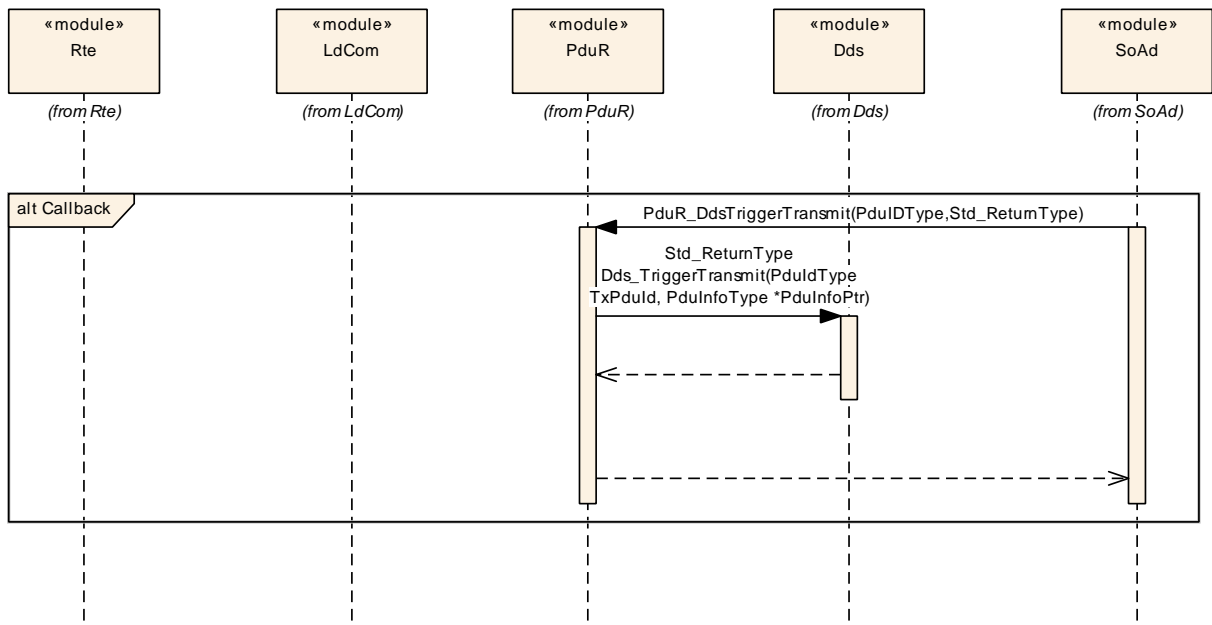 «module»
Rte
«module»
LdCom
«module»
PduR
«module»
Dds
«module»
SoAd
(from Rte)
(from LdCom)
(from PduR)
(from Dds)
(from SoAd)
alt Callback
PduR_DdsTriggerTransmit(PduIDType,Std_ReturnType)
Std_ReturnType
Dds_TriggerTransmit(PduIdType
TxPduId, PduInfoType *PduInfoPtr)